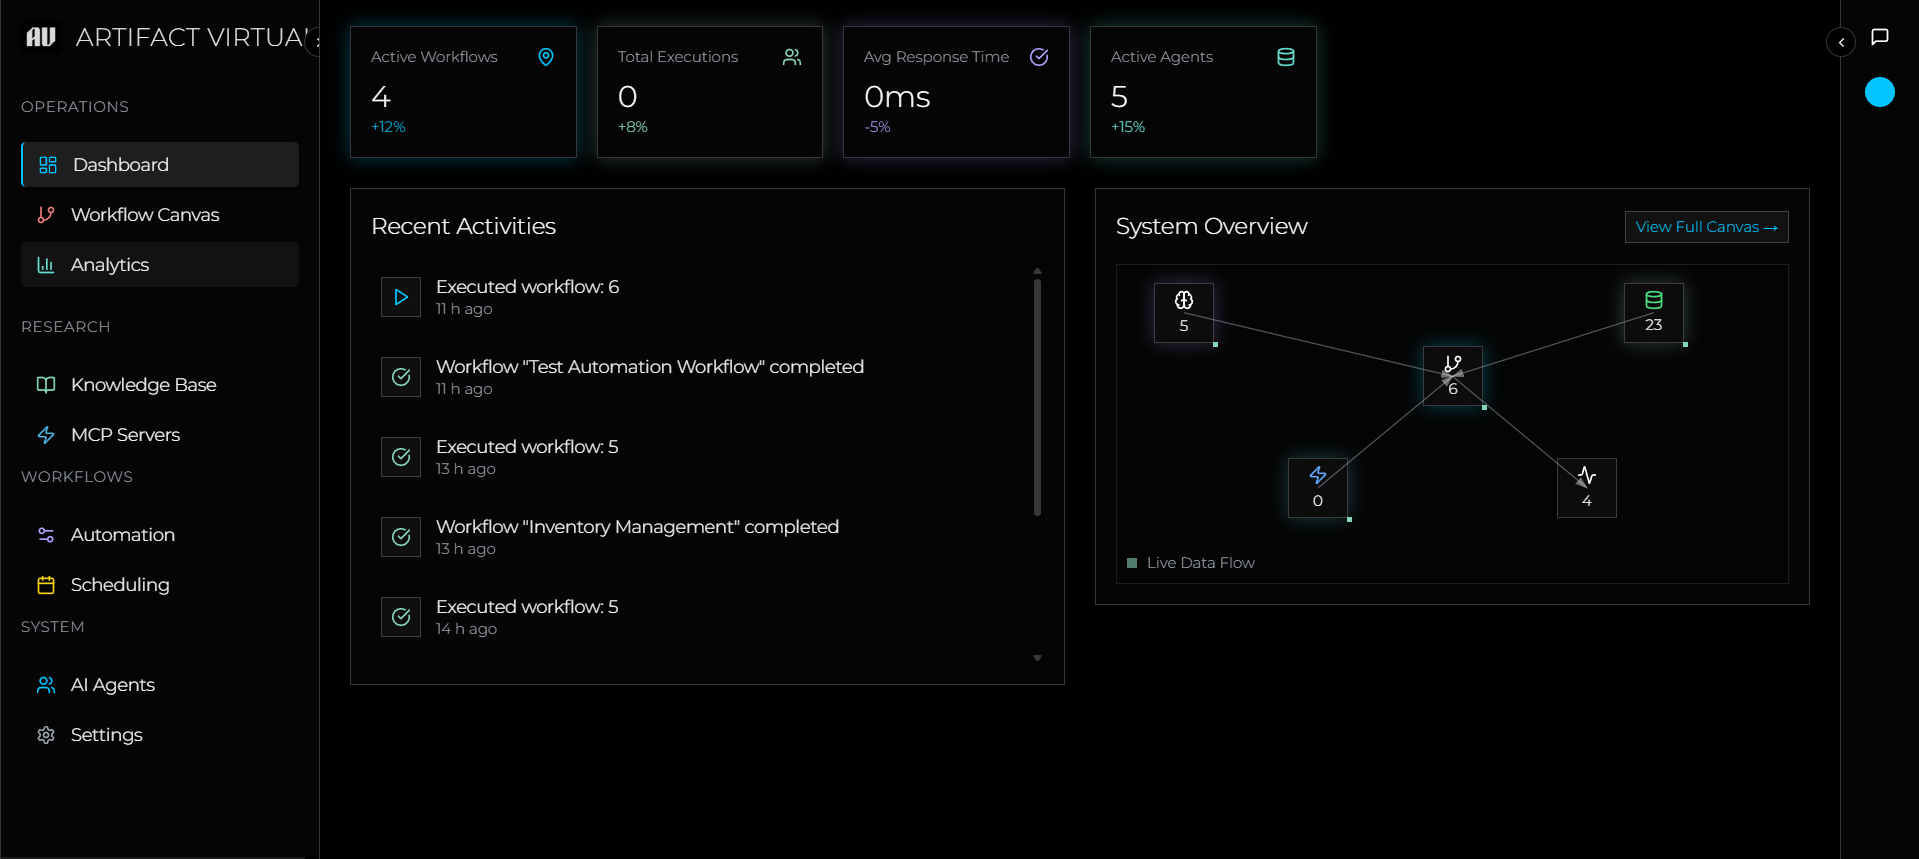 AU
ARTIFACT VIRTUAL
OPERATIONS
Dashboard
Workflow Canvas
Analytics
RESEARCH
Knowledge Base
MCP Servers
WORKFLOWS
Automation
Scheduling
SYSTEM
AI Agents
Settings
Active Workflows
4
+12%
Total Executions
0
+8%
Avg Response Time
0ms
-5%
Active Agents
5
+15%
Recent Activities
Executed workflow: 6
11 h ago
Workflow "Test Automation Workflow" completed
11 h ago
Executed workflow: 5
13 h ago
Workflow "Inventory Management" completed
13 h ago
Executed workflow: 5
14 h ago
System Overview
View Full Canvas →
5
23
6
0
4
Live Data Flow